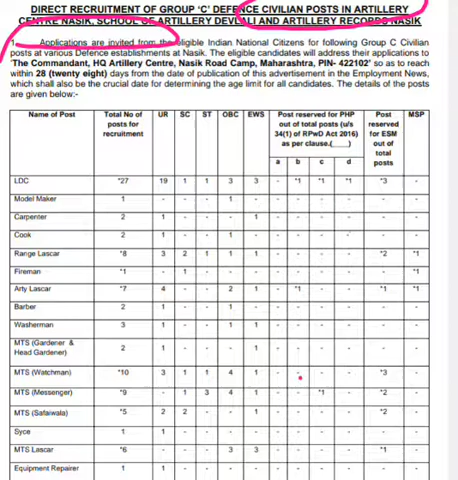 DIRECT RECRUITMENT OF GROUP 'C' DEFENCE CIVILIAN POSTS IN ARTILLERY
CENTRE NASIK, SCHOOL OF ARTILLERY DEVLALI AND ARTILLERY RECORDS NASIK
1. Applications are invited from the eligible Indian National Citizens for following Group C Civilian
posts at various Defence establishments at Nasik. The eligible candidates will address their applications to
'The Commandant, HQ Artillery Centre, Nasik Road Camp, Maharashtra, PIN- 422102' so as to reach
within 28 (twenty eight) days from the date of publication of this advertisement in the Employment News,
which shall also be the crucial date for determining the age limit for all candidates. The details of the posts
are given below:-
Name of Post Total No of posts for recruitment UR SC ST OBC EWS Post reserved for PHP out of total posts (u/s 34(1) of RPwD Act 2016) as per clause.(___) Post reserved for ESM out of total posts MSP
a b c d
LDC *27 19 1 1 3 3 - *1 *1 *1 *3 -
Model Maker 1 - - - 1 - - - - - - -
Carpenter 2 1 - - - 1 - - - - - -
Cook 2 1 - - 1 - - - - - - -
Range Lascar *8 3 2 1 1 1 - - - - *2 *1
Fireman *1 - 1 - - - - - - - - *1
Arty Lascar *7 4 - - 2 1 - *1 - - *1 *1
Barber 2 1 - - 1 - - - - - - -
Washerman 3 1 - - 1 1 - - - - - -
MTS (Gardener & Head Gardener) 2 1 - - - 1 - - - - - -
MTS (Watchman) *10 3 1 1 4 1 - - - - *3 -
MTS (Messenger) *9 - 1 3 4 1 - - *1 - *2 -
MTS (Safaiwala) *5 2 2 - - 1 - - - - *2 -
Syce 1 1 - - - - - - - - - -
MTS Lascar *6 - - - 3 3 - - - - *1 -
Equipment Repairer 1 1 - - - - - - - - - -